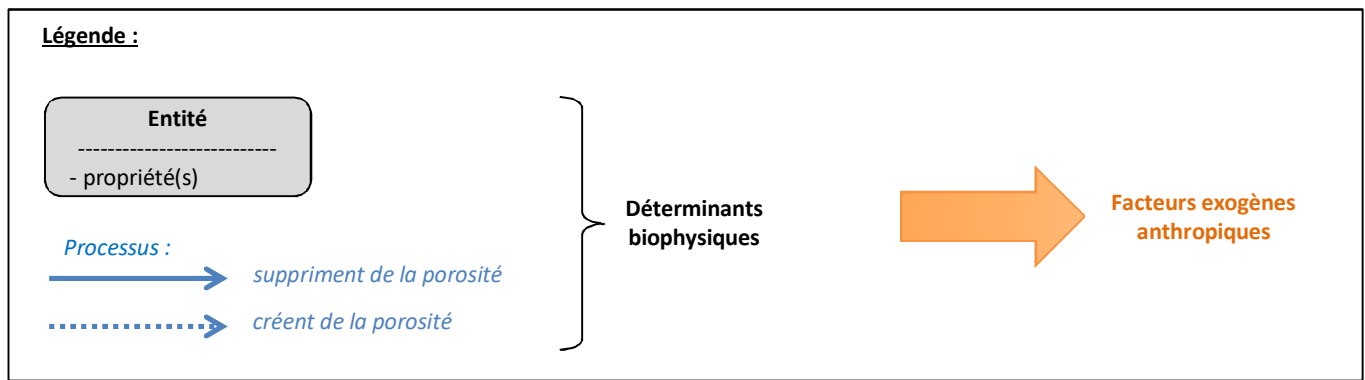 Légende :
Entité
---------------------------
- propriété(s)
Processus :
suppriment de la porosité
créent de la porosité
Déterminants
biophysiques
Facteurs exogènes
anthropiques